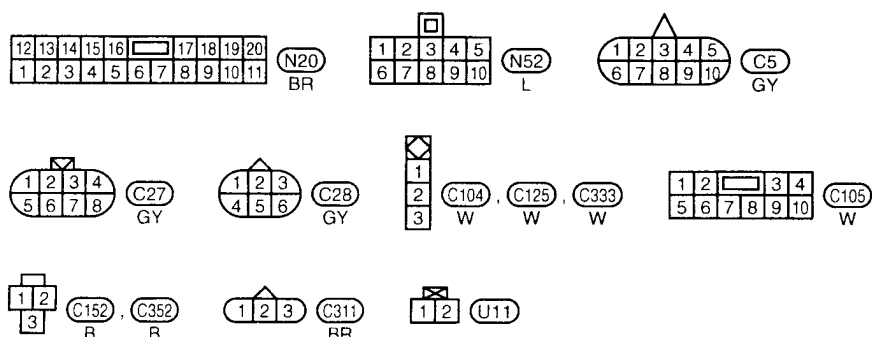 12 13 14 15 16 17 18 19 20
1 2 3 4 5 6 7 8 9 10 11
N20
BR
1 2 3 4 5
6 7 8 9 10
N52
L
1 2 3 4 5
6 7 8 9 10
C5
GY
1 2 3 4
5 6 7 8
C27
GY
1 2 3
4 5 6
C28
GY
1
2
3
C104 , C125 , C333
W W W
1 2 3 4
5 6 7 8 9 10
C105
W
1 2
3
C152 , C352
B B
1 2 3
C311
BR
1 2
U11